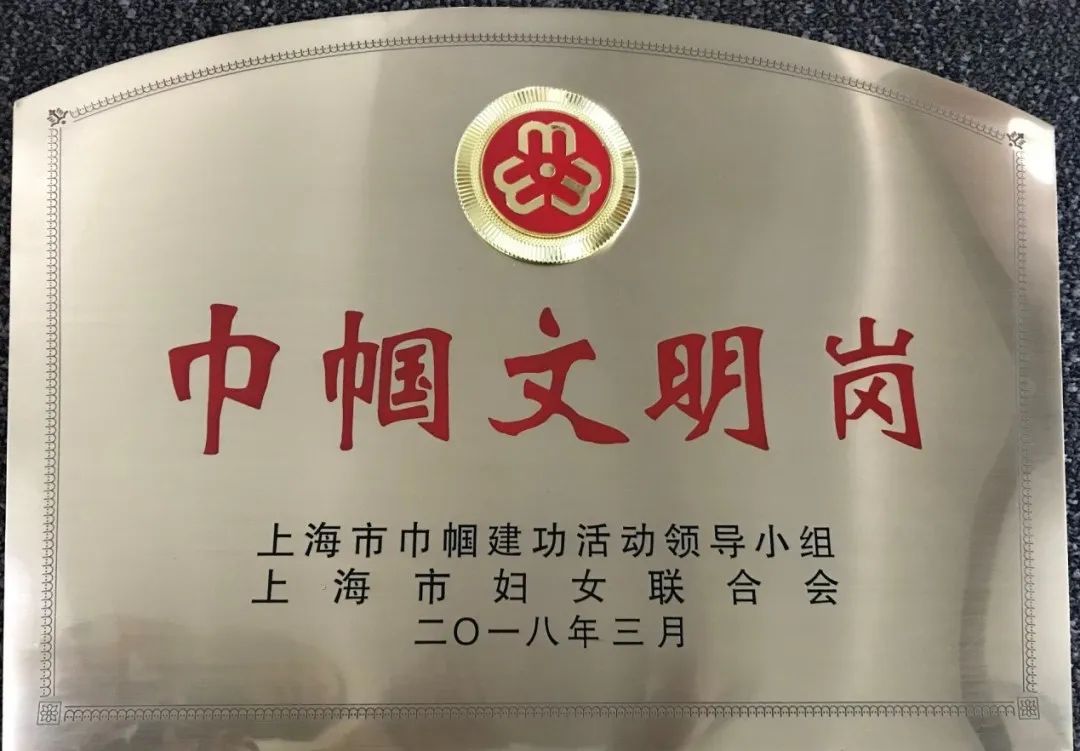 巾帼文明岗
上海市巾帼建功活动领导小组
上海市妇女联合会
二〇一八年三月